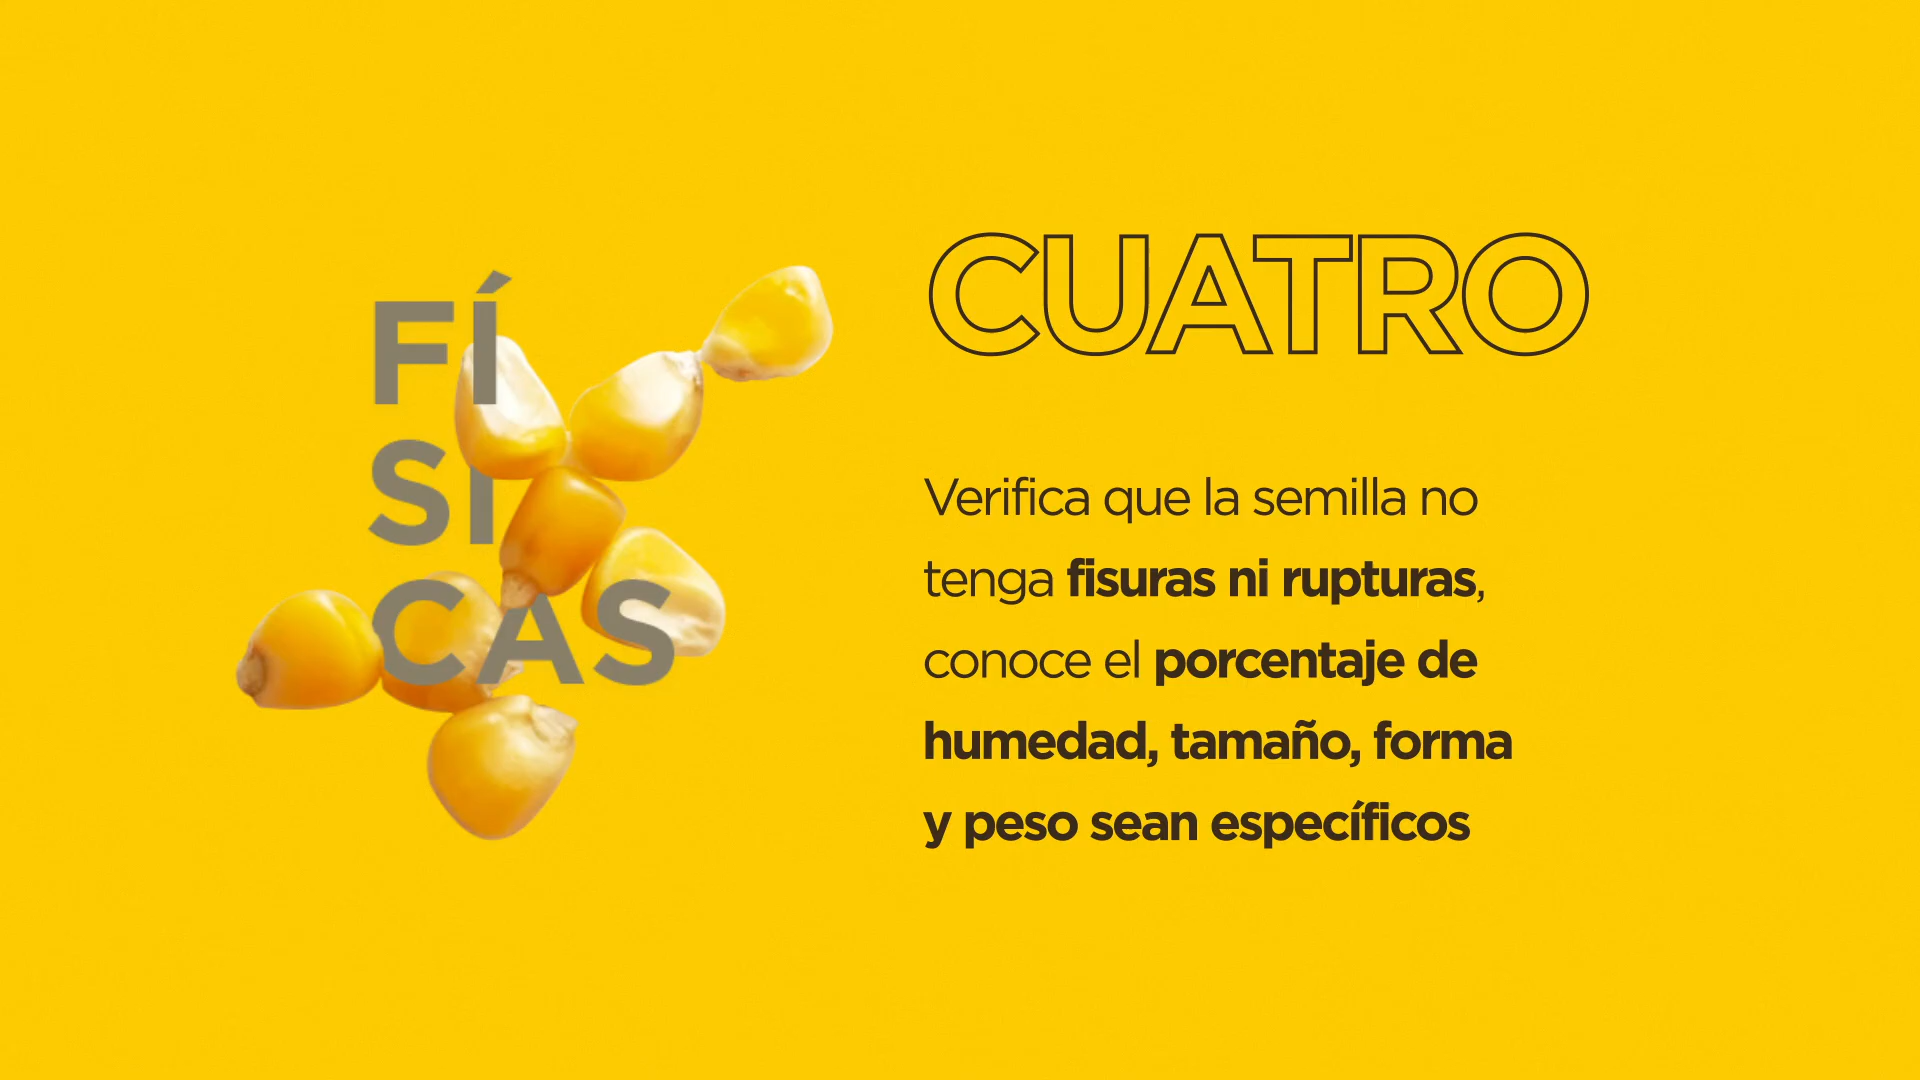 FÍ
SI
CAS
CUATRO
Verifica que la semilla no
tenga fisuras ni rupturas,
conoce el porcentaje de
humedad, tamaño, forma
y peso sean específicos